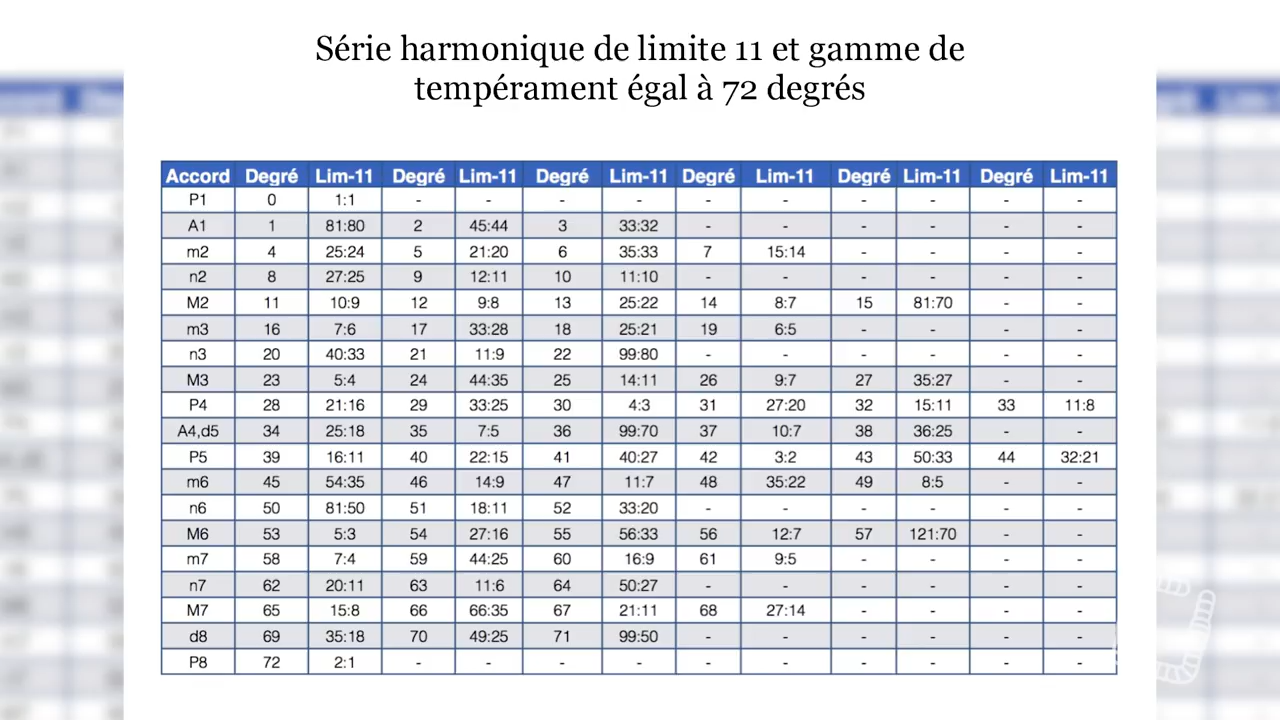 Série harmonique de limite 11 et gamme de
tempérament égal à 72 degrés
Accord Degré Lim-11 Degré Lim-11 Degré Lim-11 Degré Lim-11 Degré Lim-11 Degré Lim-11
P1 0 1:1 - - - - - - - - - -
A1 1 81:80 2 45:44 3 33:32 - - - - - -
m2 4 25:24 5 21:20 6 35:33 7 15:14 - - - -
n2 8 27:25 9 12:11 10 11:10 - - - - - -
M2 11 10:9 12 9:8 13 25:22 14 8:7 15 81:70 - -
m3 16 7:6 17 33:28 18 25:21 19 6:5 - - - -
n3 20 40:33 21 11:9 22 99:80 - - - - - -
M3 23 5:4 24 44:35 25 14:11 26 9:7 27 35:27 - -
P4 28 21:16 29 33:25 30 4:3 31 27:20 32 15:11 33 11:8
A4,d5 34 25:18 35 7:5 36 99:70 37 10:7 38 36:25 - -
P5 39 16:11 40 22:15 41 40:27 42 3:2 43 50:33 44 32:21
m6 45 54:35 46 14:9 47 11:7 48 35:22 49 8:5 - -
n6 50 81:50 51 18:11 52 33:20 - - - - - -
M6 53 5:3 54 27:16 55 56:33 56 12:7 57 121:70 - -
m7 58 7:4 59 44:25 60 16:9 61 9:5 - - - -
n7 62 20:11 63 11:6 64 50:27 - - - - - -
M7 65 15:8 66 66:35 67 21:11 68 27:14 - - - -
d8 69 35:18 70 49:25 71 99:50 - - - - - -
P8 72 2:1 - - - - - - - - - -